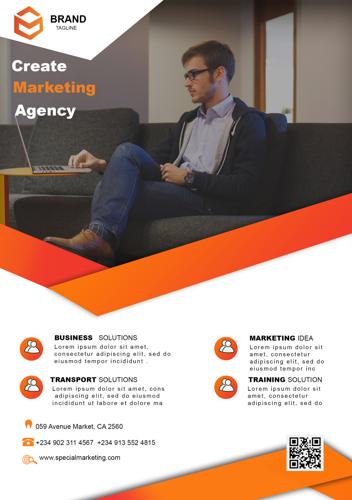 BRAND
TAGLINE
Create
Marketing
Agency
BUSINESS SOLUTIONS
Lorem ipsum dolor sit amet,
consectetur adipiscing elit, sed do
eiusmod tempor incididunt .
MARKETING IDEA
Lorem ipsum dolor
sit amet, consectetur
adipiscing elit, sed do
eiusmod tempor inc
TRANSPORT SOLUTIONS
Lorem ipsum dolor sit amet, cons
adipiscing elit, sed do eiusmod
incididunt ut labore et dolore ma
TRAINING SOLUTION
Lorem ipsum dolor sit
amet, consectetur
adipiscing elit, sed do
059 Avenue Market, CA 2560
+234 902 311 4567. +234 913 552 4815
www.specialmarketing.com